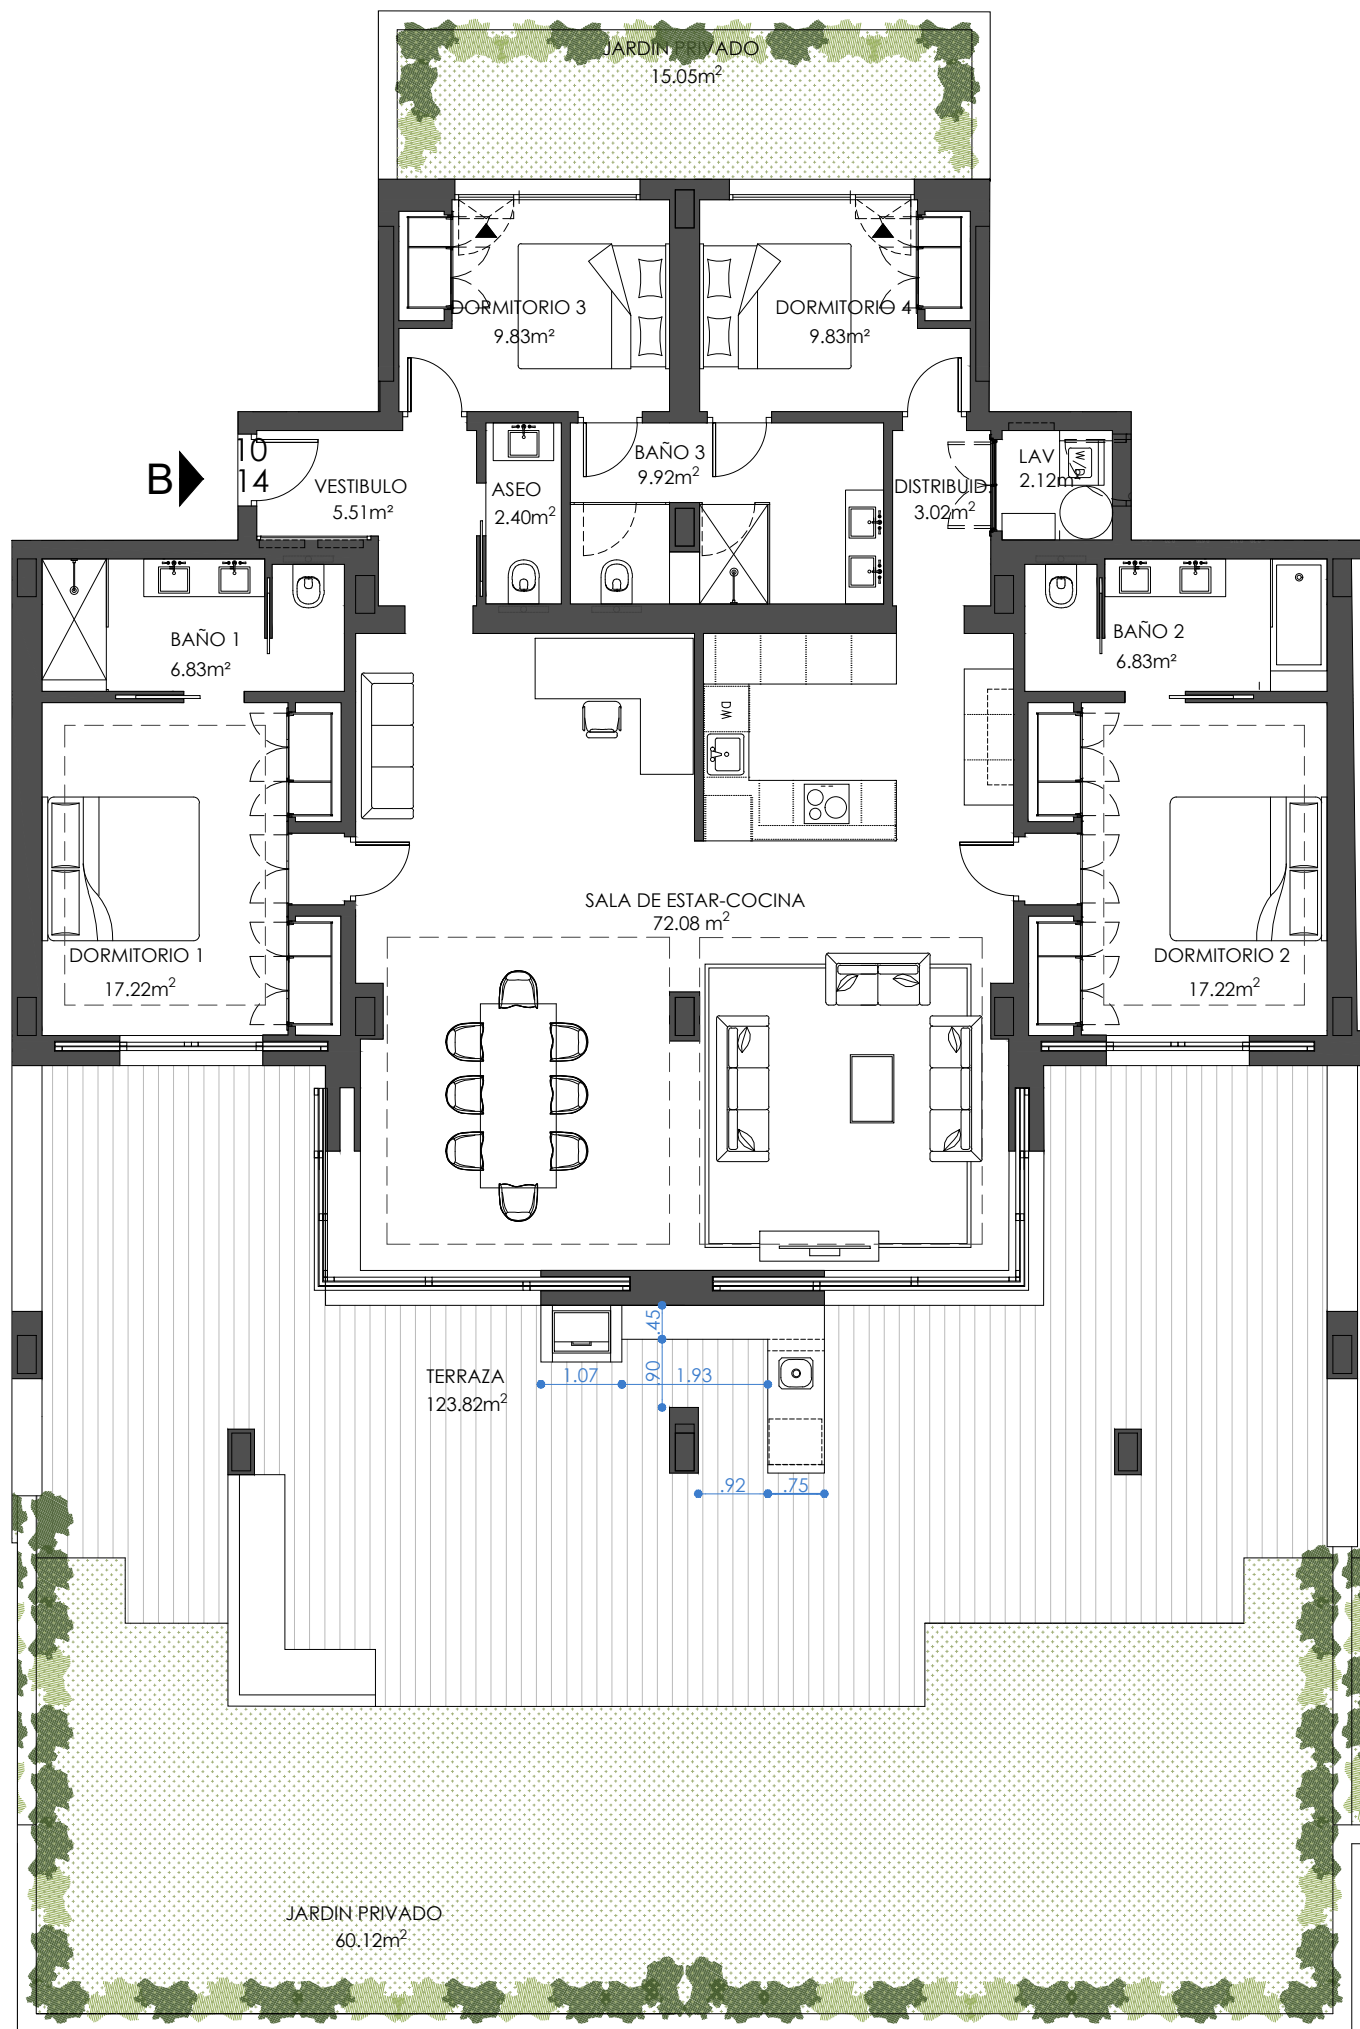 JARDIN PRIVADO
15.05m²
DORMITORIO 3
9.83m²
DORMITORIO 4
9.83m²
B
10
14
VESTIBULO
5.51m²
ASEO
2.40m²
BAÑO 3
9.92m²
DISTRIBUID.
3.02m²
LAV
2.12m²
W/D
BAÑO 1
6.83m²
BAÑO 2
6.83m²
DW
SALA DE ESTAR-COCINA
72.08 m²
DORMITORIO 1
17.22m²
DORMITORIO 2
17.22m²
.45
.90
1.07
1.93
TERRAZA
123.82m²
.92
.75
JARDIN PRIVADO
60.12m²